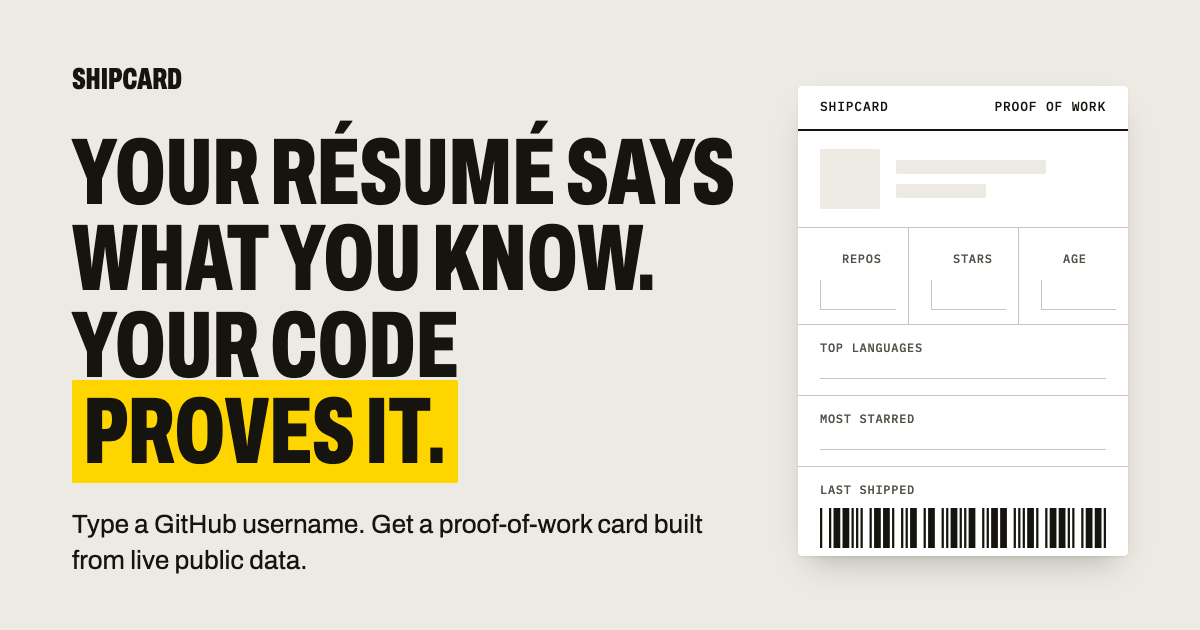 SHIPCARD
YOUR RÉSUMÉ SAYS
WHAT YOU KNOW.
YOUR CODE
PROVES IT.
Type a GitHub username. Get a proof-of-work card built
from live public data.
SHIPCARD PROOF OF WORK
REPOS STARS AGE
TOP LANGUAGES
MOST STARRED
LAST SHIPPED